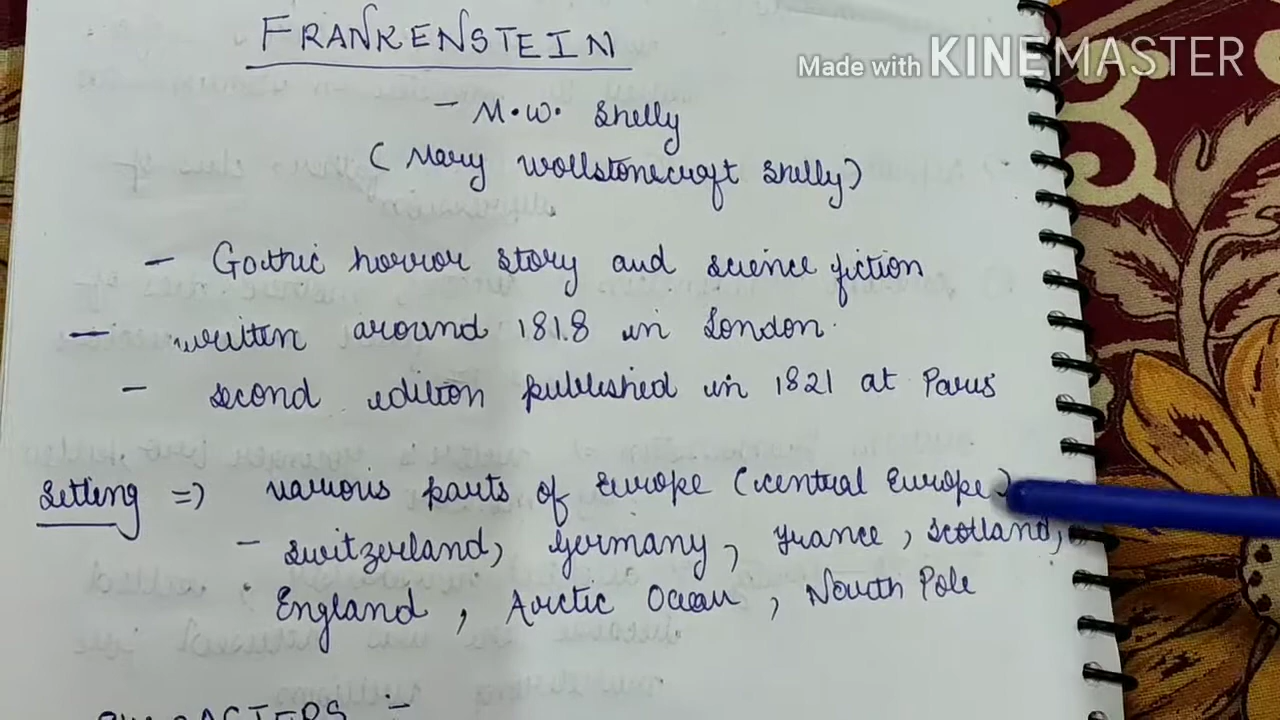 FRANKENSTEIN
Made with KINEMASTER
- M.W. Shelly
(Mary Wollstonecraft Shelly)
- Gothic horror story and science fiction
- written around 1818 in London.
- second edition published in 1821 at Paris
Setting => various parts of Europe (central Europe)
- Switzerland, Germany, France, Scotland,
England, Arctic Ocean, North Pole